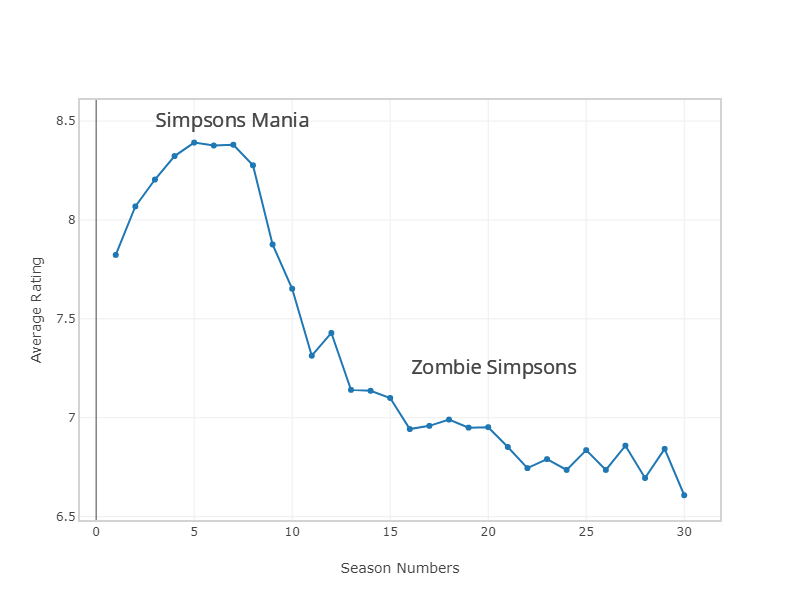 Simpsons Mania
Zombie Simpsons
8.5
8
7.5
7
6.5
Average Rating
0 5 10 15 20 25 30
Season Numbers